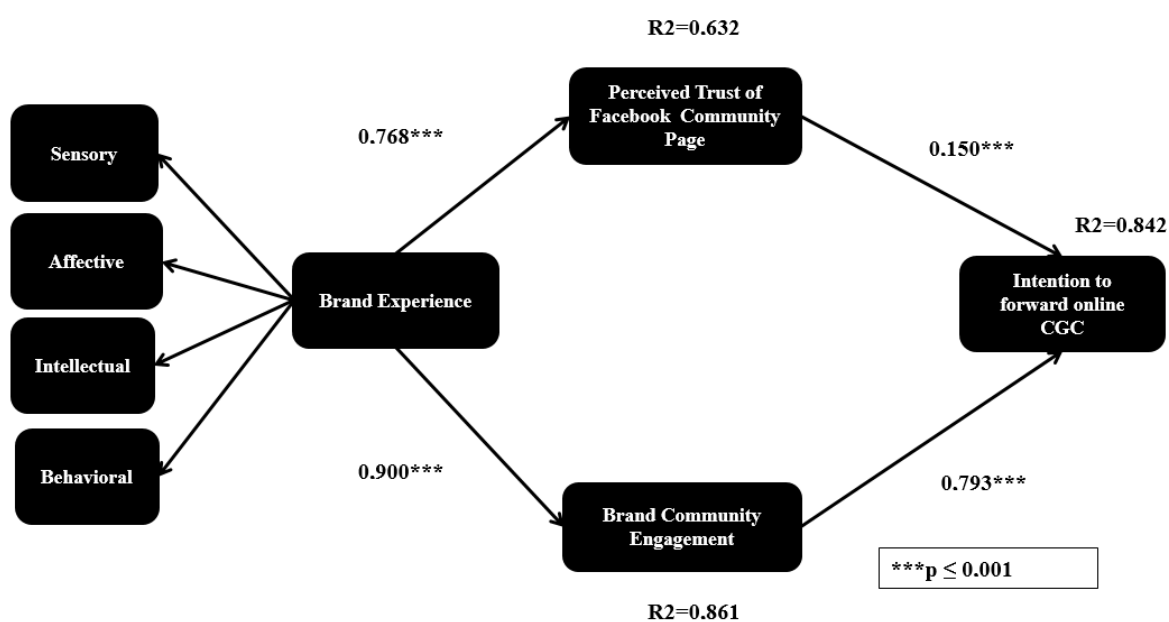 R2=0.632
Perceived Trust of
Facebook Community
Page
0.768***
0.150***
Sensory
Affective
Intellectual
Behavioral
Brand Experience
R2=0.842
Intention to
forward online
CGC
0.900***
0.793***
Brand Community
Engagement
***p ≤ 0.001
R2=0.861